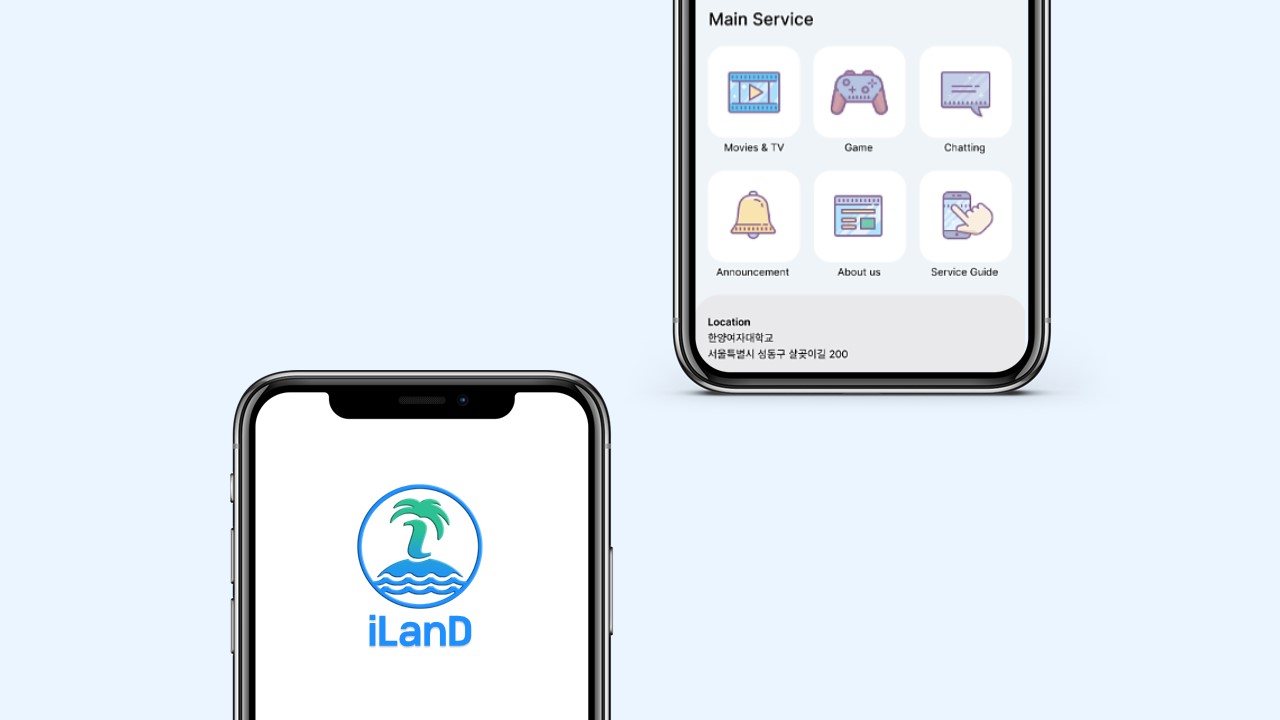 Main Service
Movies & TV
Game
Chatting
Announcement
About us
Service Guide
Location
한양여자대학교
서울특별시 성동구 살곶이길 200
iLanD